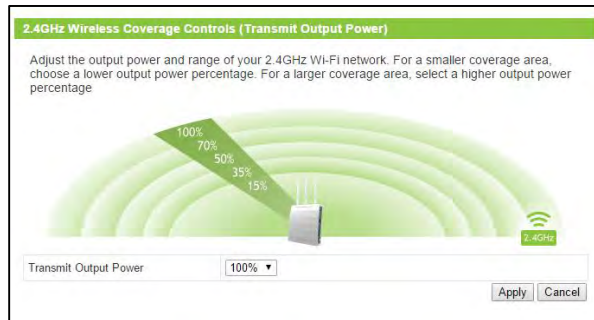 2.4GHz Wireless Coverage Controls (Transmit Output Power)
Adjust the output power and range of your 2.4GHz Wi-Fi network. For a smaller coverage area,
choose a lower output power percentage. For a larger coverage area, select a higher output power
percentage
100%
70%
50%
35%
15%
2.4GHz
Transmit Output Power
100%
Apply Cancel